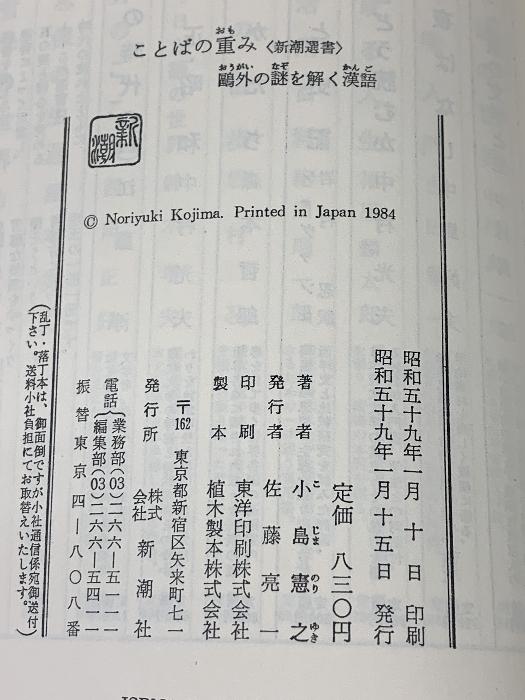 ことばの重み〈新潮選書〉
鷗外の謎を解く漢語
新潮
© Noriyuki Kojima. Printed in Japan 1984
昭和五十九年一月 十 日 印刷
昭和五十九年一月十五日 発行
定価 八三〇円
著者 小島憲之
発行者 佐藤亮一
印刷 東洋印刷株式会社
製本 植木製本株式会社
〒162 東京都新宿区矢来町七一
発行所 株式会社 新潮社
電話 業務部(03)二六六―五一一一
編集部(03)二六六―五四一一
振替東京四―八〇八番
(乱丁・落丁本は、御面倒ですが小社通信係宛御送付
下さい。送料小社負担にてお取替えいたします。)